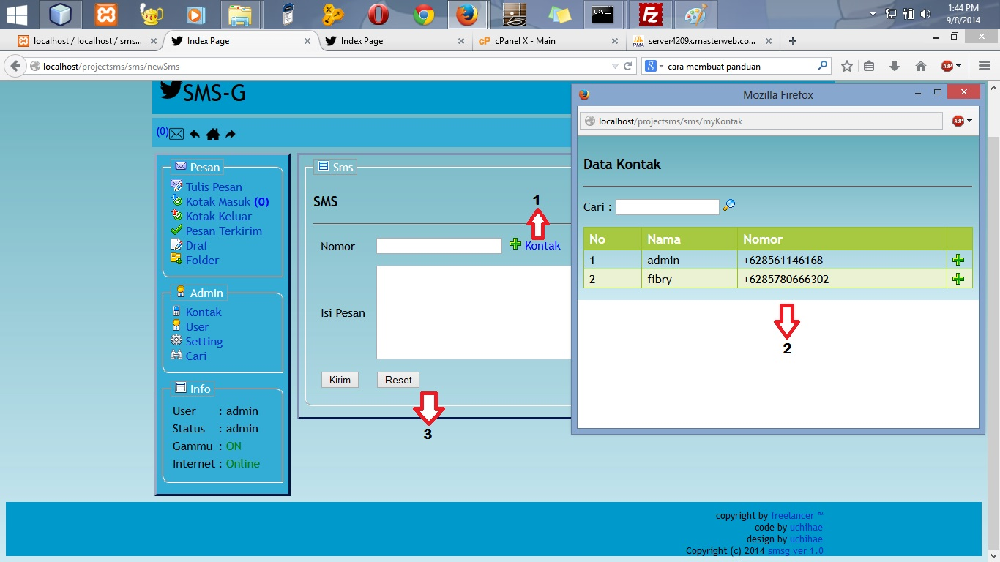 1:44 PM
9/8/2014
localhost / localhost / sms...
Index Page
Index Page
cP cPanel X - Main
PMA server4209x.masterweb.co...
localhost/projectsms/sms/newSms
8 cara membuat panduan
ABP
SMS-G
(0)
Pesan
Tulis Pesan
Kotak Masuk (0)
Kotak Keluar
Pesan Terkirim
Draf
Folder
Admin
Kontak
User
Setting
Cari
Info
User : admin
Status : admin
Gammu : ON
Internet : Online
Sms
SMS
1
Nomor
Kontak
Isi Pesan
Kirim
Reset
3
Mozilla Firefox
localhost/projectsms/sms/myKontak
ABP
Data Kontak
Cari :
No Nama Nomor
1 admin +628561146168
2 fibry +6285780666302
2
copyright by freelancer ™
code by uchihae
design by uchihae
Copyright (c) 2014 smsg ver 1.0